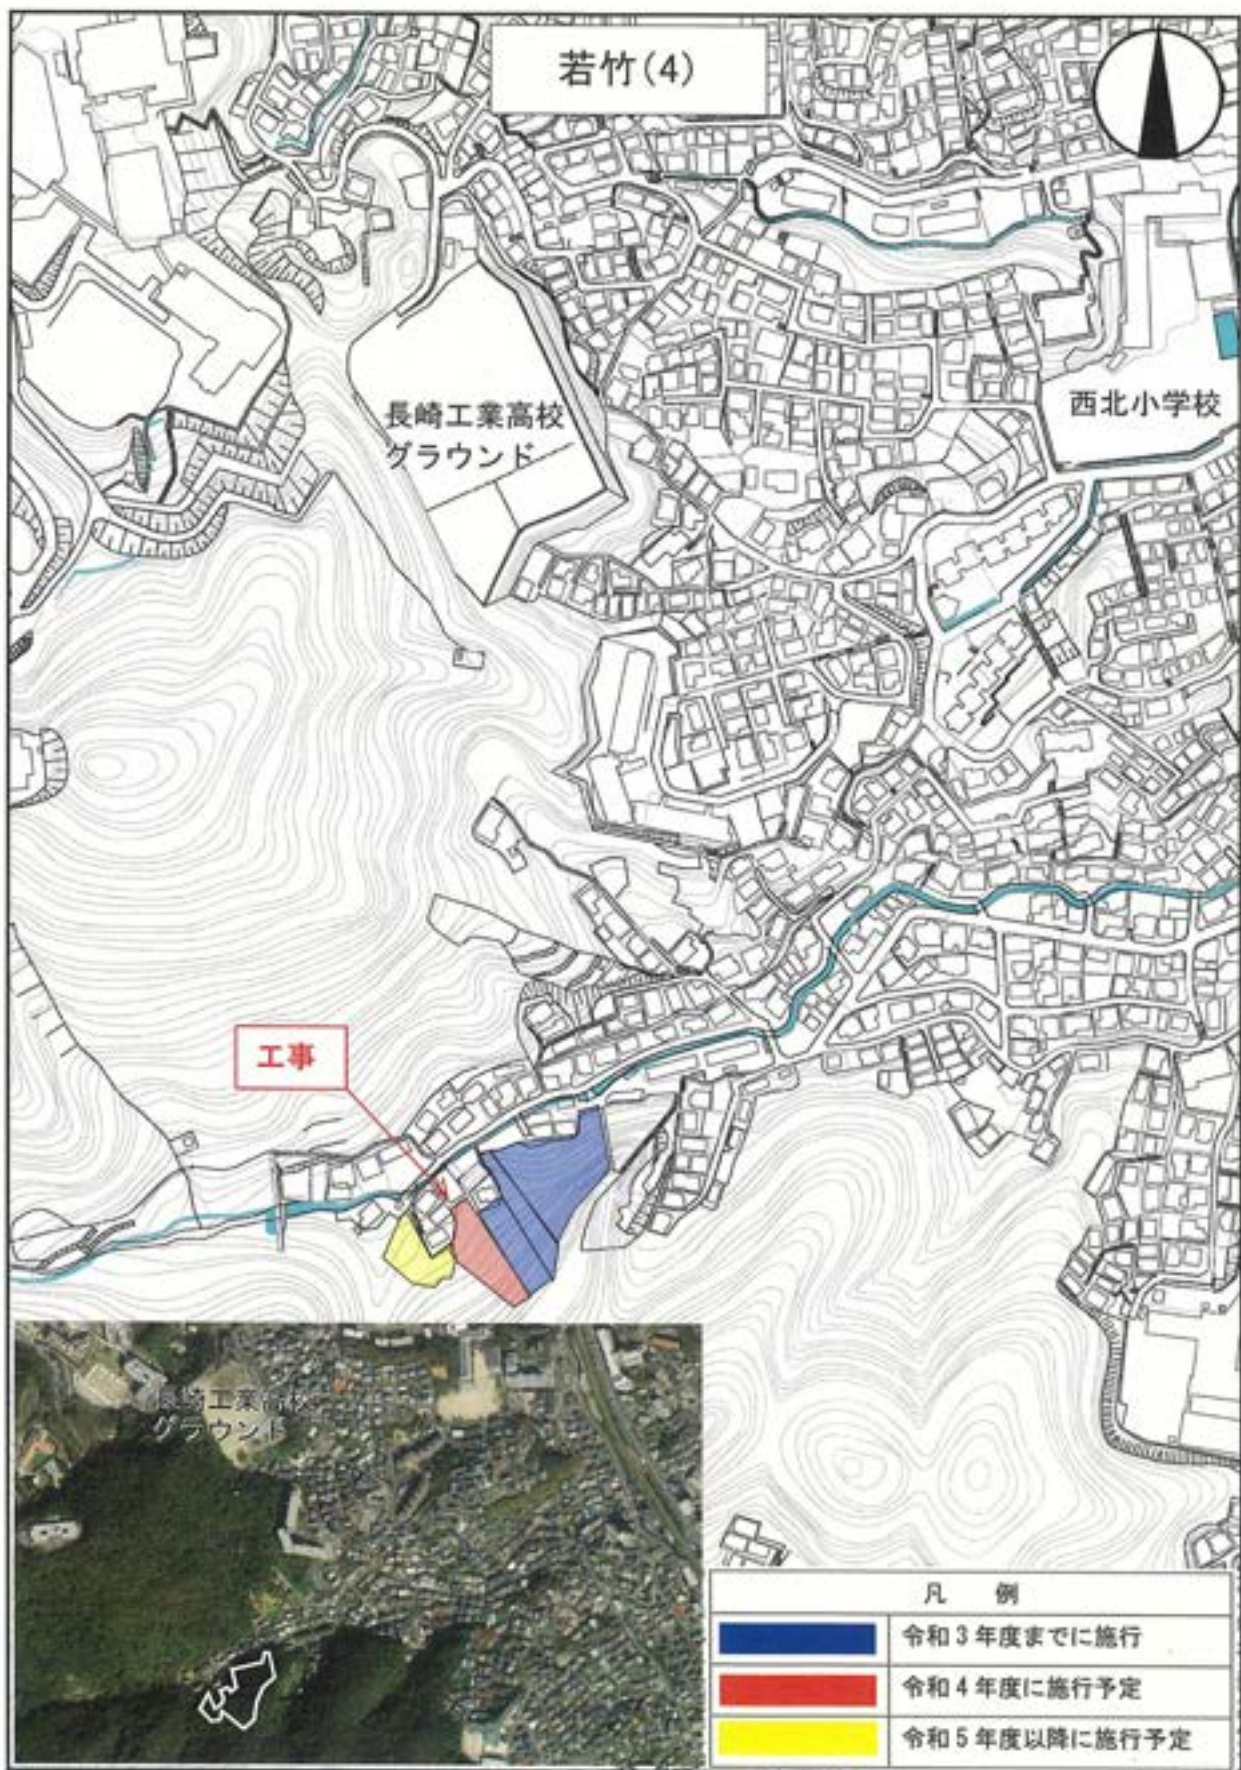 若竹(4)
長崎工業高校
グラウンド
西北小学校
工事
長崎工業高校
グラウンド
凡 例
令和3年度までに施行
令和4年度に施行予定
令和5年度以降に施行予定